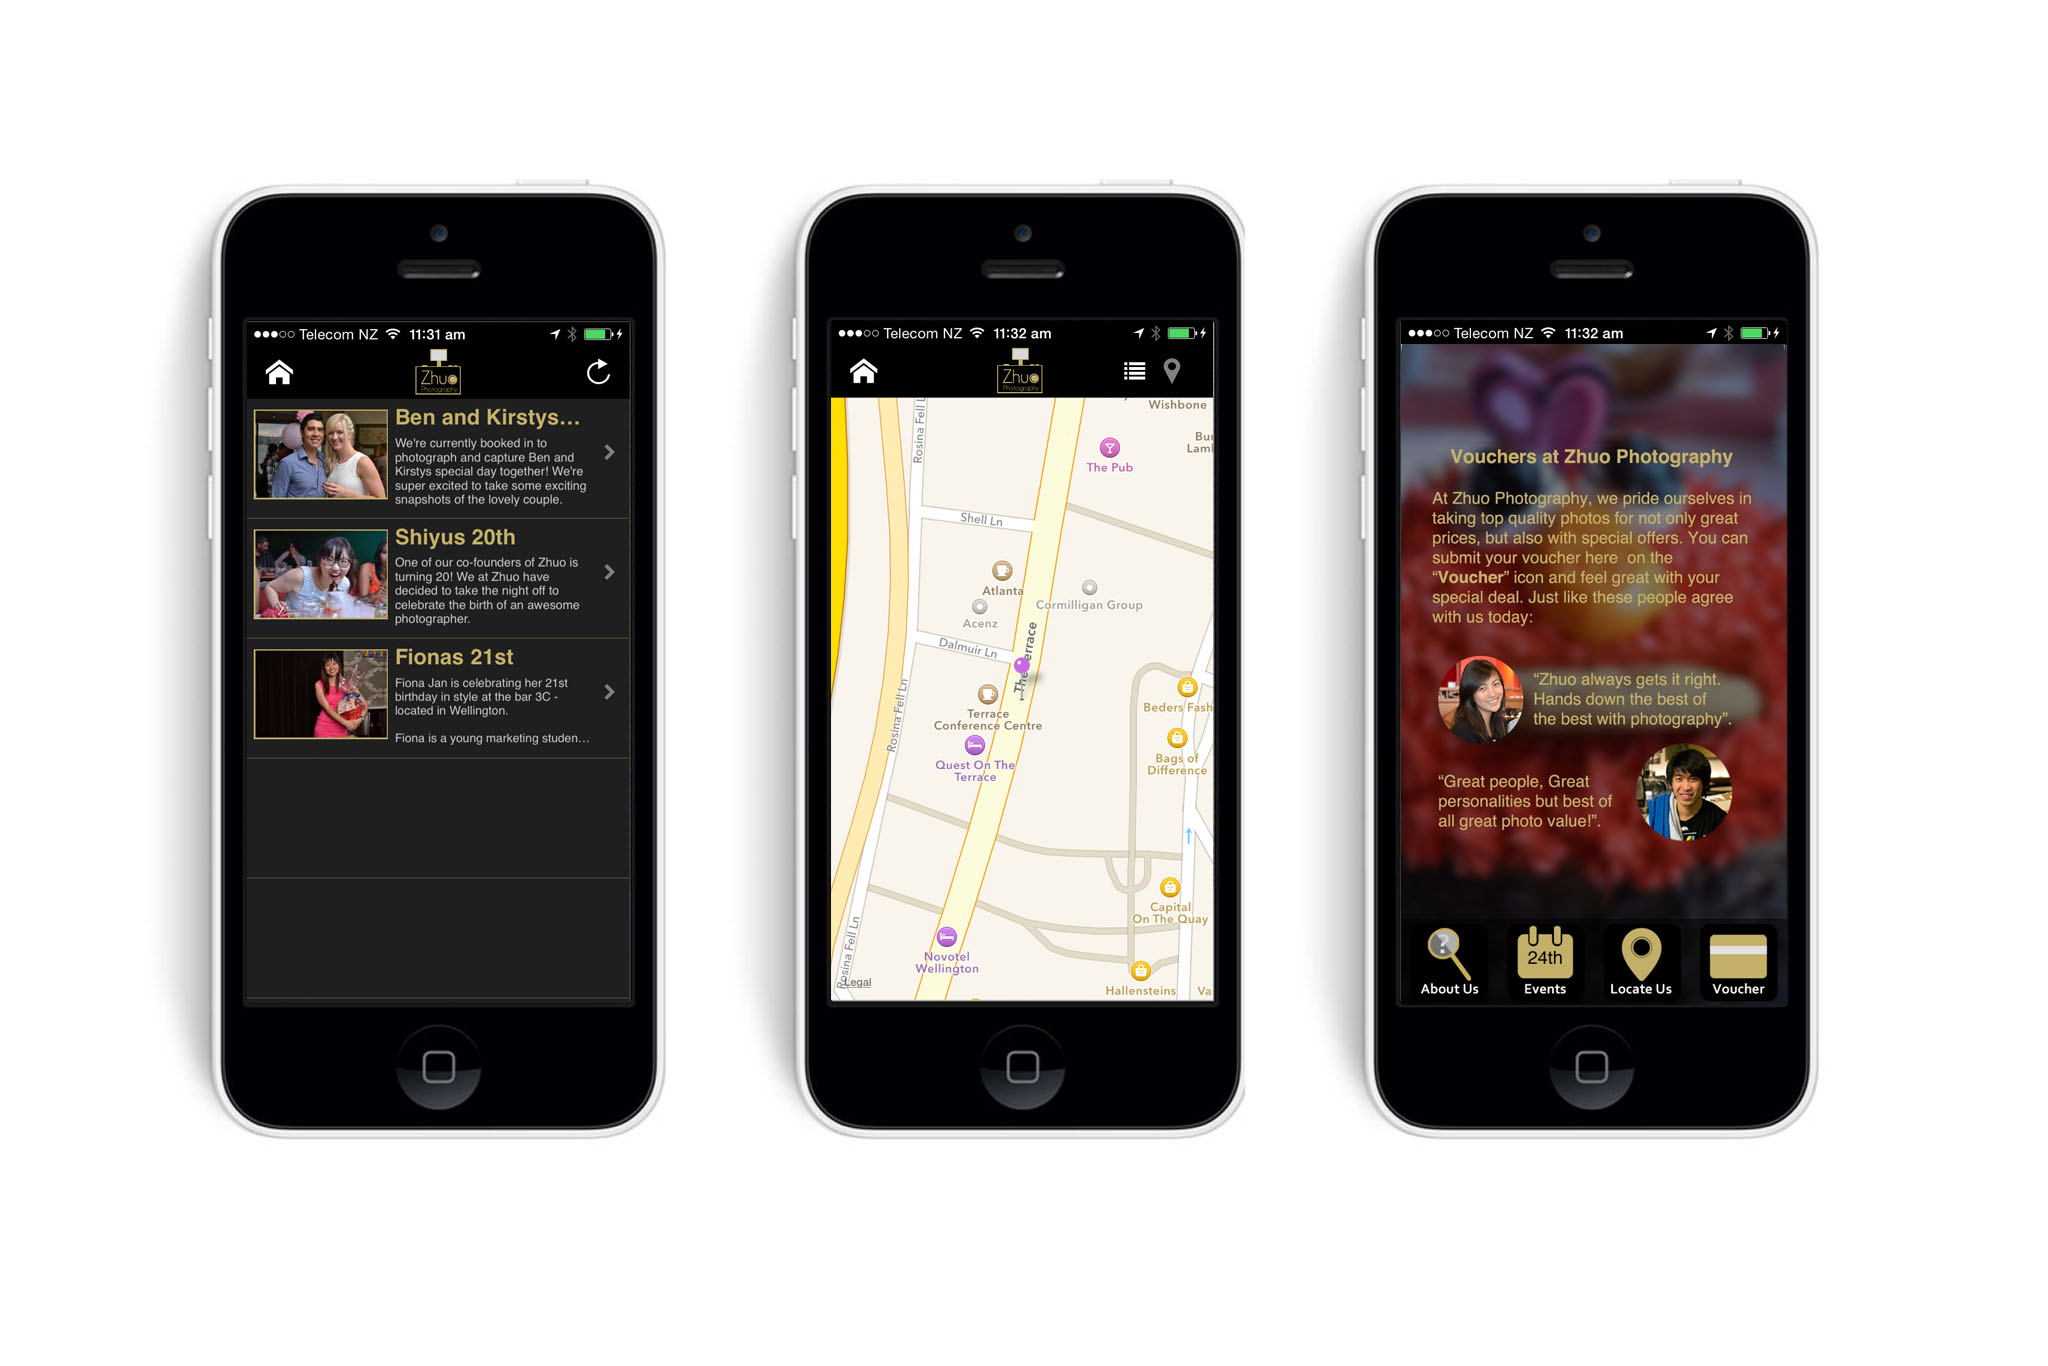 Telecom NZ 11:31 am
Zhuo
Photography
Ben and Kirstys...
We're currently booked in to
photograph and capture Ben and
Kirstys special day together! We're
super excited to take some exciting
snapshots of the lovely couple.
Shiyus 20th
One of our co-founders of Zhuo is
turning 20! We at Zhuo have
decided to take the night off to
celebrate the birth of an awesome
photographer.
Fionas 21st
Fiona Jan is celebrating her 21st
birthday in style at the bar 3C -
located in Wellington.
Fiona is a young marketing studen...
Telecom NZ 11:32 am
Zhuo
Photography
Rosina Fell L
Wishbone
Bur
Lam
The Pub
Shell Ln
Atlanta
Cormilligan Group
Acenz
Dalmuir Ln
The Terrace
Rosina Fell Ln
Terrace
Conference Centre
Beders Fash
Quest On The
Terrace
Bags of
Difference
Capital
On The Quay
Novotel
Wellington
Rosina Fell Ln
Legal
Hallensteins
Va
Telecom NZ 11:32 am
Vouchers at Zhuo Photography
At Zhuo Photography, we pride ourselves in
taking top quality photos for not only great
prices, but also with special offers. You can
submit your voucher here on the
“Voucher” icon and feel great with your
special deal. Just like these people agree
with us today:
“Zhuo always gets it right.
Hands down the best of
the best with photography”.
“Great people, Great
personalities but best of
all great photo value!”.
?
24th
About Us
Events
Locate Us
Voucher